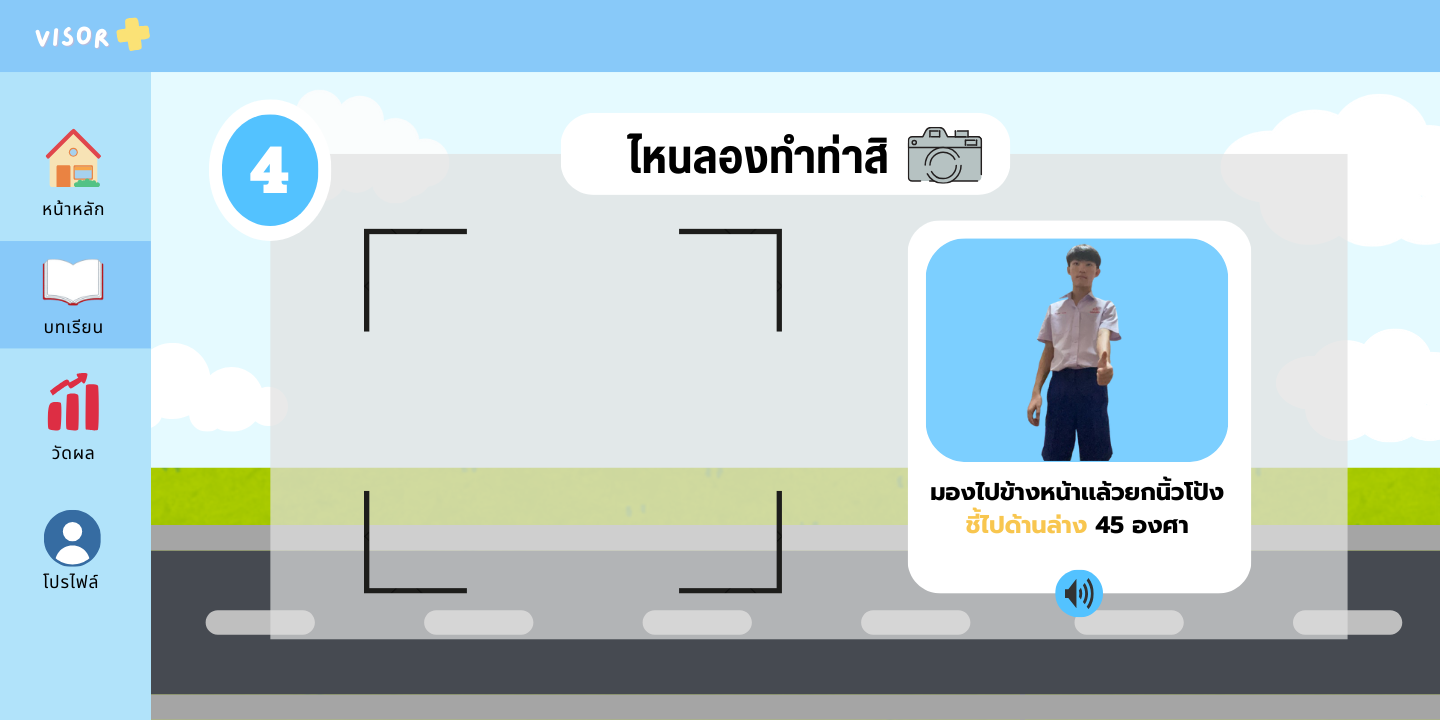 VISOR
หน้าหลัก
บทเรียน
วัดผล
โปรไฟล์
4
ไหนลองทำท่าสิ
มองไปข้างหน้าแล้วยกนิ้วโป้ง
ชี้ไปด้านล่าง 45 องศา